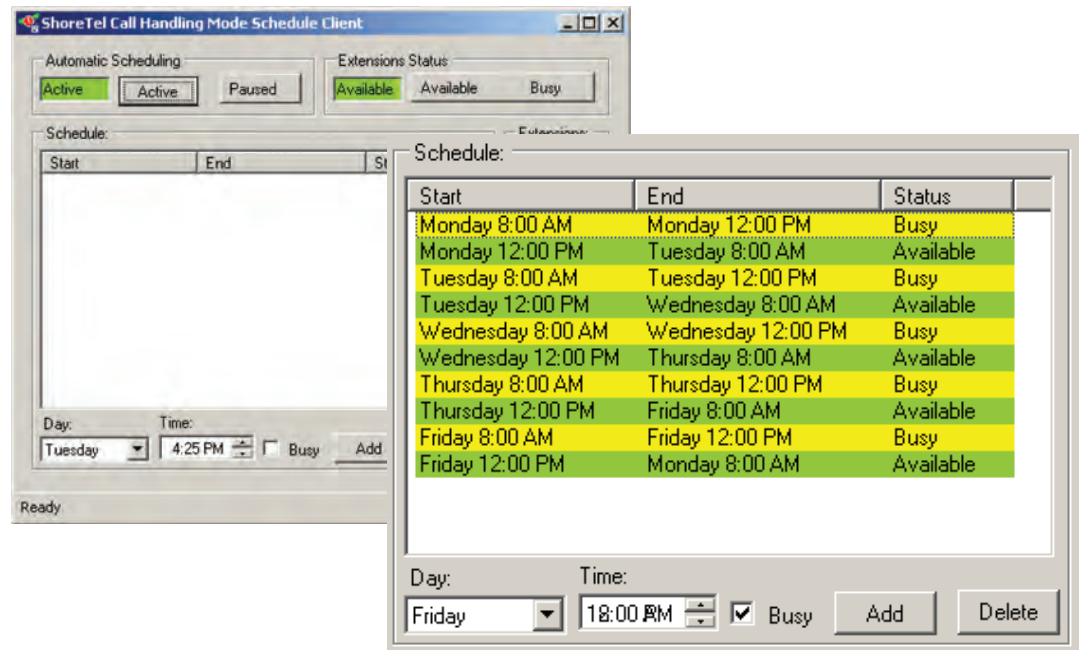 ShoreTel Call Handling Mode Schedule Client
Automatic Scheduling
Extensions Status
Active Active Paused
Available Available Busy
Schedule:
Extensions:
Start End
Day: Time:
Tuesday 4:25 PM Busy Add
Ready
Schedule:
Start End Status
Monday 8:00 AM Monday 12:00 PM Busy
Monday 12:00 PM Tuesday 8:00 AM Available
Tuesday 8:00 AM Tuesday 12:00 PM Busy
Tuesday 12:00 PM Wednesday 8:00 AM Available
Wednesday 8:00 AM Wednesday 12:00 PM Busy
Wednesday 12:00 PM Thursday 8:00 AM Available
Thursday 8:00 AM Thursday 12:00 PM Busy
Thursday 12:00 PM Friday 8:00 AM Available
Friday 8:00 AM Friday 12:00 PM Busy
Friday 12:00 PM Monday 8:00 AM Available
Day: Time:
Friday Busy Add Delete